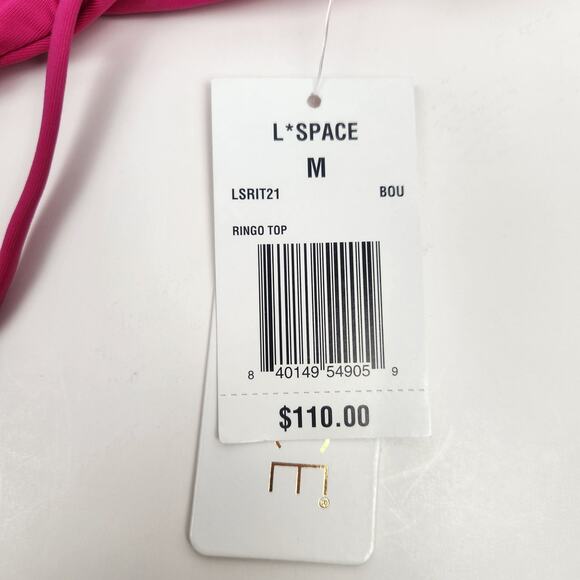 L*SPACE
M
LSRIT21 BOU
RINGO TOP
8 40149 54905 9
$110.00
E®